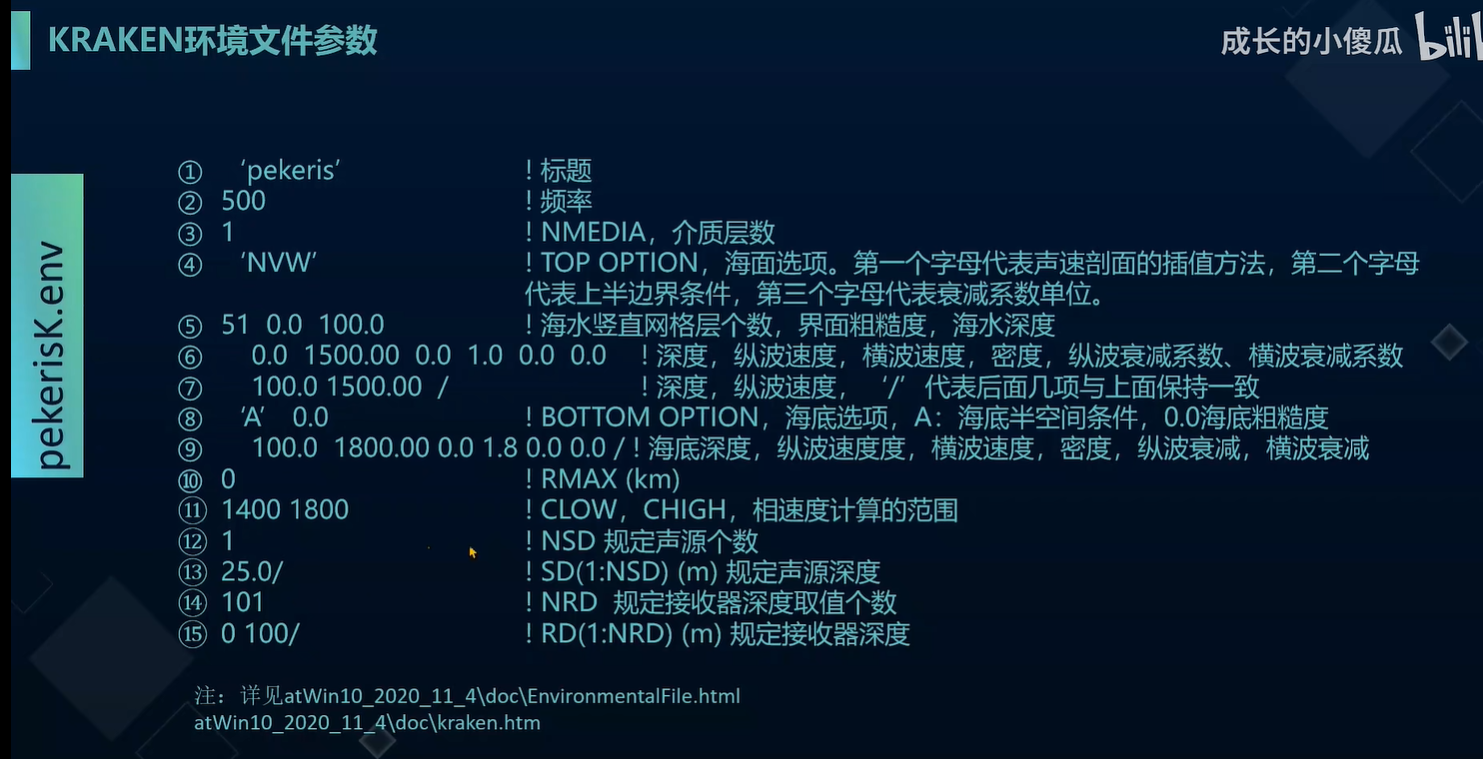 KRAKEN环境文件参数
成长的小傻瓜
pekerisK.env
① ‘pekeris’ ! 标题
② 500 ! 频率
③ 1 ! NMEDIA，介质层数
④ ‘NVW’ ! TOP OPTION，海面选项。第一个字母代表声速剖面的插值方法，第二个字母
代表上半边界条件，第三个字母代表衰减系数单位。
⑤ 51 0.0 100.0 ! 海水竖直网格层个数，界面粗糙度，海水深度
⑥ 0.0 1500.00 0.0 1.0 0.0 0.0 ! 深度，纵波速度，横波速度，密度，纵波衰减系数、横波衰减系数
⑦ 100.0 1500.00 / ! 深度，纵波速度，‘/’代表后面几项与上面保持一致
⑧ ‘A’ 0.0 ! BOTTOM OPTION，海底选项，A：海底半空间条件，0.0海底粗糙度
⑨ 100.0 1800.00 0.0 1.8 0.0 0.0 / ! 海底深度，纵波速度度，横波速度，密度，纵波衰减，横波衰减
⑩ 0 ! RMAX (km)
⑪ 1400 1800 ! CLOW，CHIGH，相速度计算的范围
⑫ 1 ! NSD 规定声源个数
⑬ 25.0/ ! SD(1:NSD) (m) 规定声源深度
⑭ 101 ! NRD 规定接收器深度取值个数
⑮ 0 100/ ! RD(1:NRD) (m) 规定接收器深度
注：详见atWin10_2020_11_4\doc\EnvironmentalFile.html
atWin10_2020_11_4\doc\kraken.htm